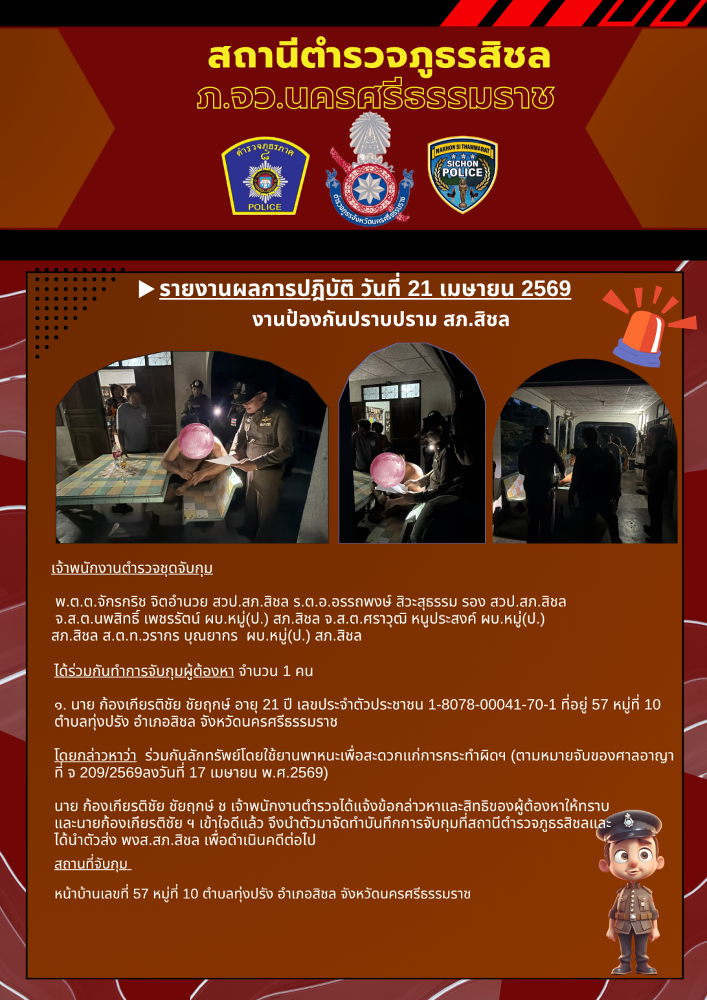 สถานีตำรวจภูธรสิชล
ภ.จว.นครศรีธรรมราช
ตำรวจภูธรภาค
๘
POLICE
ตำรวจภูธรจังหวัดนครศรีธรรมราช
NAKHON SI THAMMARAT
SICHON
POLICE
รายงานผลการปฎิบัติ วันที่ 21 เมษายน 2569
งานป้องกันปราบปราม สภ.สิชล
เจ้าพนักงานตำรวจชุดจับกุม
พ.ต.ต.จักรกริช จิตอำนวย สวป.สภ.สิชล ร.ต.อ.อรรถพงษ์ สิวะสุธรรม รอง สวป.สภ.สิชล
จ.ส.ต.นพสิทธิ์ เพชรรัตน์ ผบ.หมู่(ป.) สภ.สิชล จ.ส.ต.ศราวุฒิ หนูประสงค์ ผบ.หมู่(ป.)
สภ.สิชล ส.ต.ท.วรากร บุณยากร ผบ.หมู่(ป.) สภ.สิชล
ได้ร่วมกันทำการจับกุมผู้ต้องหา จำนวน 1 คน
๑. นาย ก้องเกียรติชัย ชัยฤกษ์ อายุ 21 ปี เลขประจำตัวประชาชน 1-8078-00041-70-1 ที่อยู่ 57 หมู่ที่ 10
ตำบลทุ่งปรัง อำเภอสิชล จังหวัดนครศรีธรรมราช
โดยกล่าวหาว่า ร่วมกันลักทรัพย์โดยใช้ยานพาหนะเพื่อสะดวกแก่การกระทำผิดฯ (ตามหมายจับของศาลอาญา
ที่ จ 209/2569ลงวันที่ 17 เมษายน พ.ศ.2569)
นาย ก้องเกียรติชัย ชัยฤกษ์ ช เจ้าพนักงานตำรวจได้แจ้งข้อกล่าวหาและสิทธิของผู้ต้องหาให้ทราบ
และนายก้องเกียรติชัย ฯ เข้าใจดีแล้ว จึงนำตัวมาจัดทำบันทึกการจับกุมที่สถานีตำรวจภูธรสิชลและ
ได้นำตัวส่ง พงส.สภ.สิชล เพื่อดำเนินคดีต่อไป
สถานที่จับกุม
หน้าบ้านเลขที่ 57 หมู่ที่ 10 ตำบลทุ่งปรัง อำเภอสิชล จังหวัดนครศรีธรรมราช